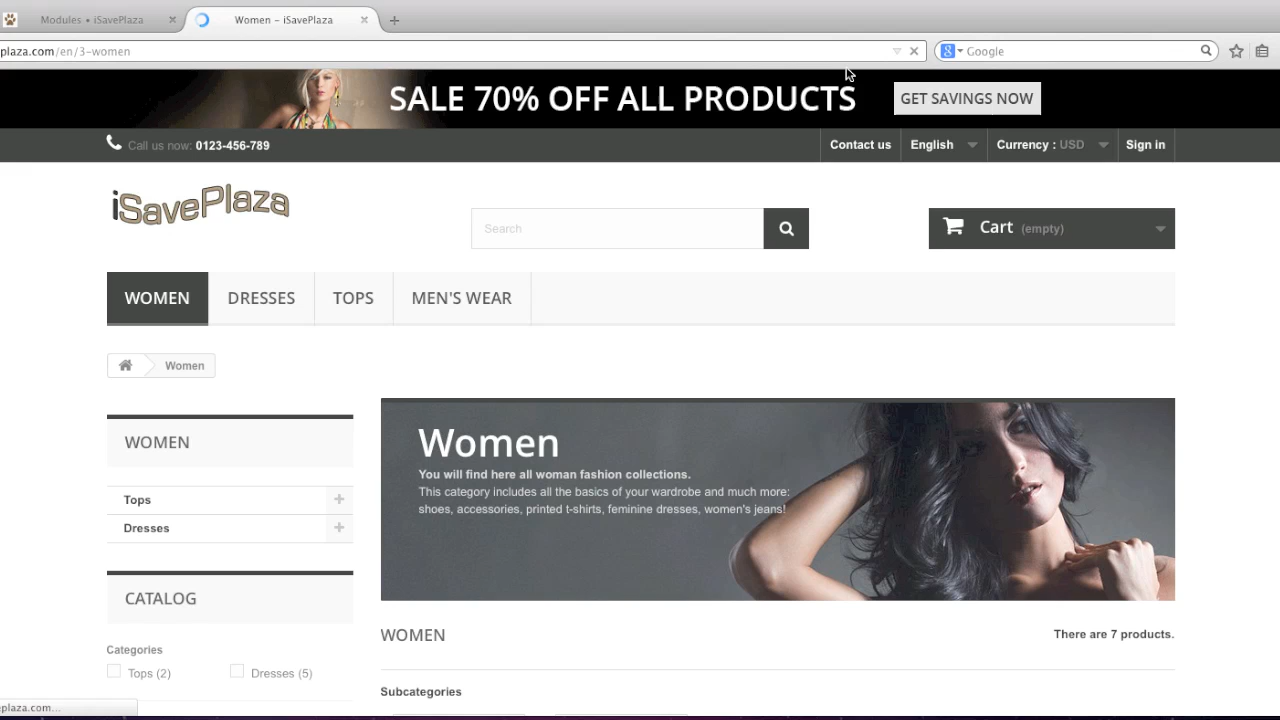 Modules • iSavePlaza
Women - iSavePlaza
plaza.com/en/3-women
Google
SALE 70% OFF ALL PRODUCTS
GET SAVINGS NOW
Call us now: 0123-456-789
Contact us
English
Currency : USD
Sign in
iSavePlaza
Search
Cart (empty)
WOMEN
DRESSES
TOPS
MEN'S WEAR
Women
WOMEN
Tops
Dresses
CATALOG
Categories
Tops (2)
Dresses (5)
Women
You will find here all woman fashion collections.
This category includes all the basics of your wardrobe and much more:
shoes, accessories, printed t-shirts, feminine dresses, women's jeans!
WOMEN
There are 7 products.
Subcategories
eplaza.com...